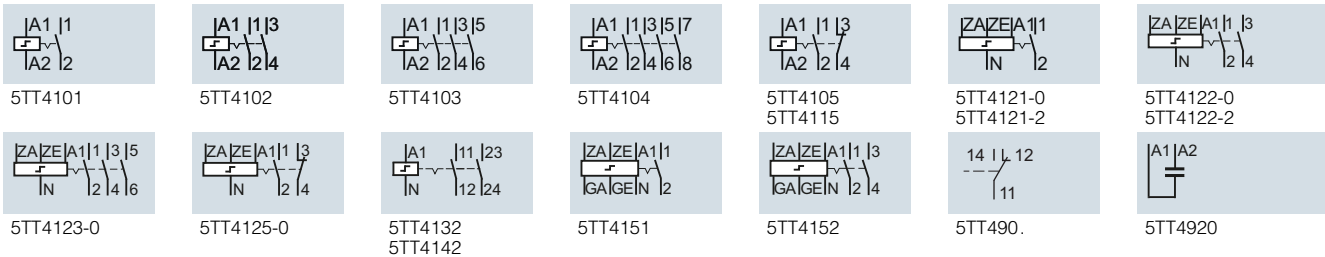 A1 1
A2 2
5TT4101
A1 1 3
A2 2 4
5TT4102
A1 1 3 5
A2 2 4 6
5TT4103
A1 1 3 5 7
A2 2 4 6 8
5TT4104
A1 1 3
A2 2 4
5TT4105
5TT4115
ZA ZE A1 1
N 2
5TT4121-0
5TT4121-2
ZA ZE A1 1 3
N 2 4
5TT4122-0
5TT4122-2
ZA ZE A1 1 3 5
N 2 4 6
5TT4123-0
ZA ZE A1 1 3
N 2 4
5TT4125-0
A1 11 23
N 12 24
5TT4132
5TT4142
ZA ZE A1 1
GA GE N 2
5TT4151
ZA ZE A1 1 3
GA GE N 2 4
5TT4152
14 12
11
5TT490.
A1 A2
5TT4920